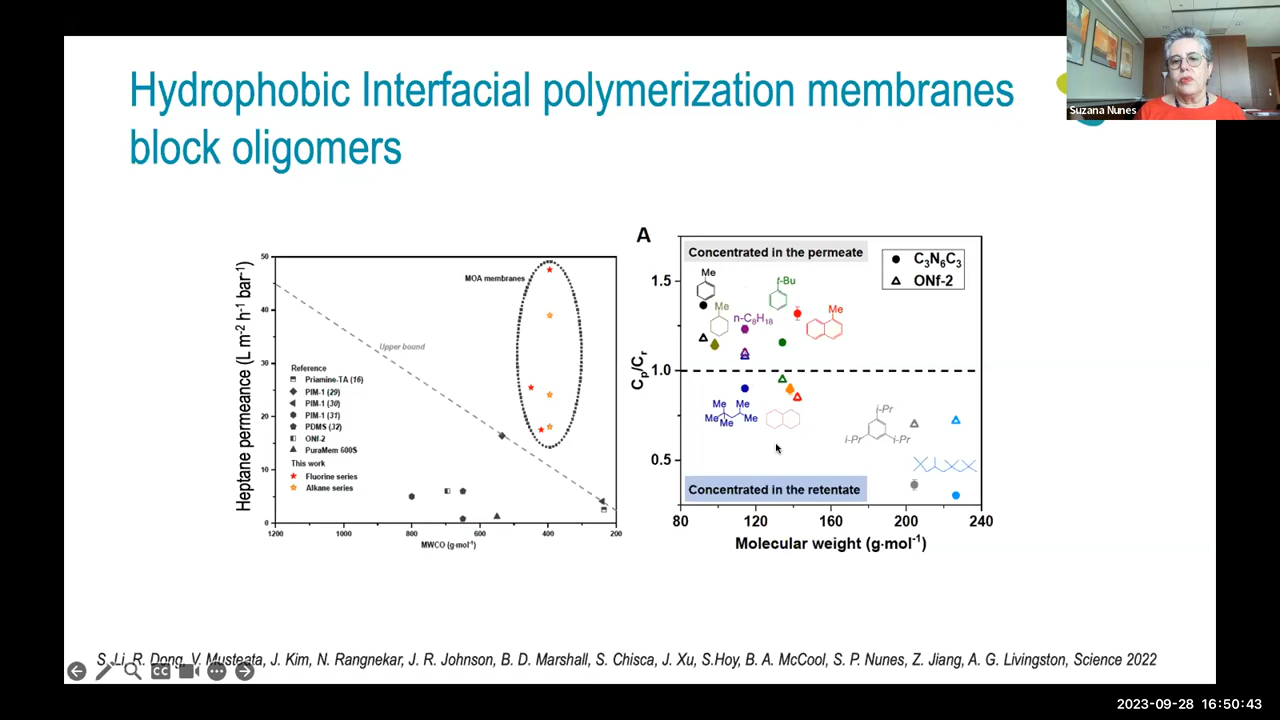 Hydrophobic Interfacial polymerization membranes
block oligomers
Suzana Nunes
Heptane permeance (L m-2 h-1 bar-1)
50
40
30
20
10
0
MOA membranes
Upper bound
Reference
Priamine-TA (16)
PIM-1 (29)
PIM-1 (30)
PIM-1 (31)
PDMS (32)
ONf-2
PuraMem 600S
This work
Fluorine series
Alkane series
1200 1000 800 600 400 200
MWCO (g·mol-1)
A
Concentrated in the permeate
C3N6C3
ONf-2
Cp/Cr
1.5
1.0
0.5
Me
t-Bu
Me
n-C8H18
Me
Me Me
Me Me
Me
i-Pr
i-Pr i-Pr
Concentrated in the retentate
80 120 160 200 240
Molecular weight (g·mol-1)
S. Li, R. Dong, V. Musteata, J. Kim, N. Rangnekar, J. R. Johnson, B. D. Marshall, S. Chisca, J. Xu, S.Hoy, B. A. McCool, S. P. Nunes, Z. Jiang, A. G. Livingston, Science 2022
CC
2023-09-28 16:50:43